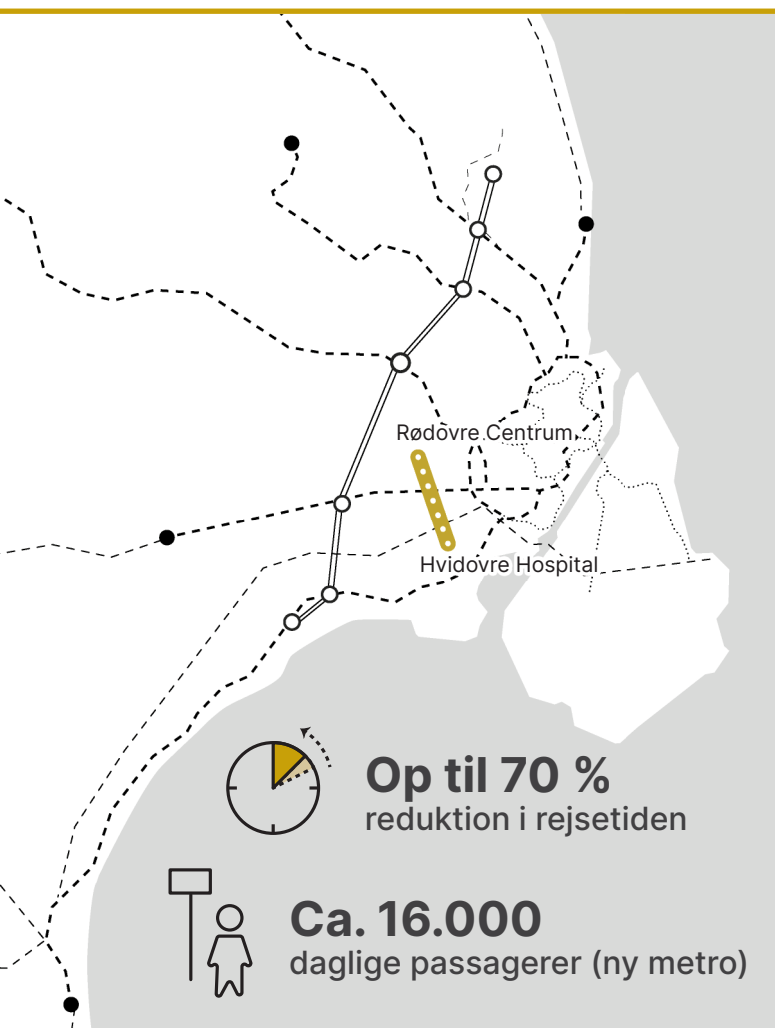 Rødovre Centrum
Hvidovre Hospital
Op til 70 %
reduktion i rejsetiden
Ca. 16.000
daglige passagerer (ny metro)